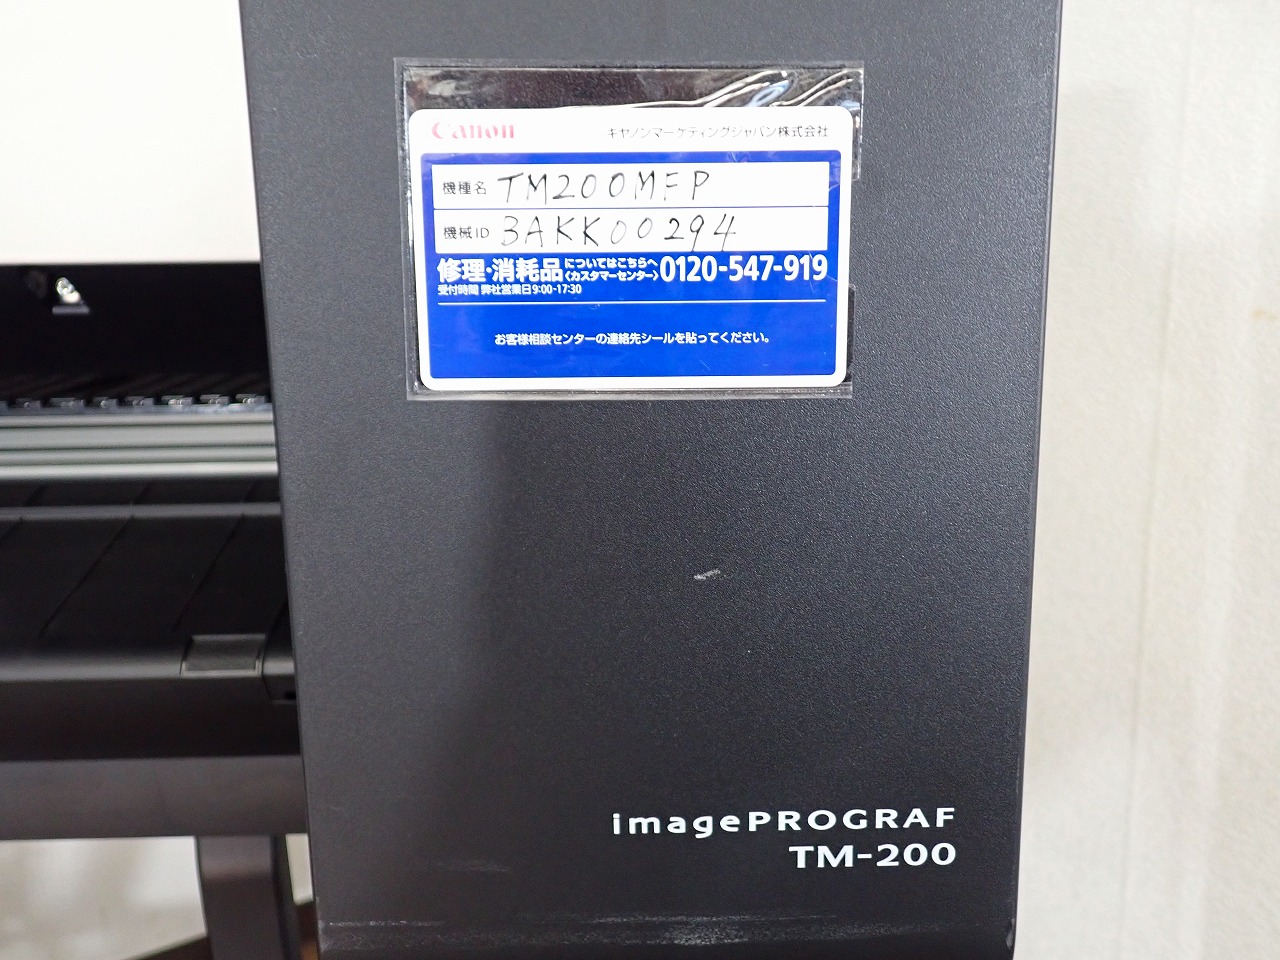 Canon
キヤノンマーケティングジャパン株式会社
機種名 TM200MFP
機械ID BAKK00294
修理・消耗品についてはこちらへ〈カスタマーセンター〉0120-547-919
受付時間 弊社営業日9:00-17:30
お客様相談センターの連絡先シールを貼ってください。
imagePROGRAF
TM-200